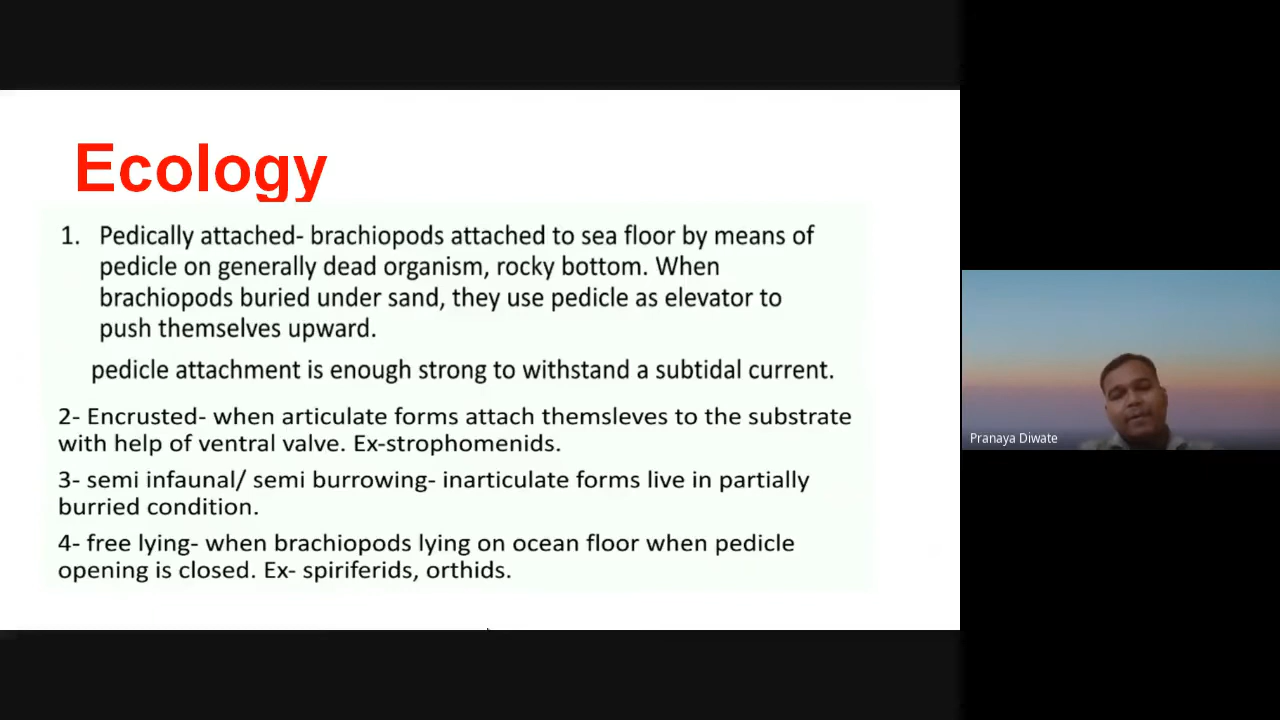 Ecology
1. Pedically attached- brachiopods attached to sea floor by means of
pedicle on generally dead organism, rocky bottom. When
brachiopods buried under sand, they use pedicle as elevator to
push themselves upward.
pedicle attachment is enough strong to withstand a subtidal current.
2- Encrusted- when articulate forms attach themsleves to the substrate
with help of ventral valve. Ex-strophomenids.
3- semi infaunal/ semi burrowing- inarticulate forms live in partially
burried condition.
4- free lying- when brachiopods lying on ocean floor when pedicle
opening is closed. Ex- spiriferids, orthids.
Pranaya Diwate